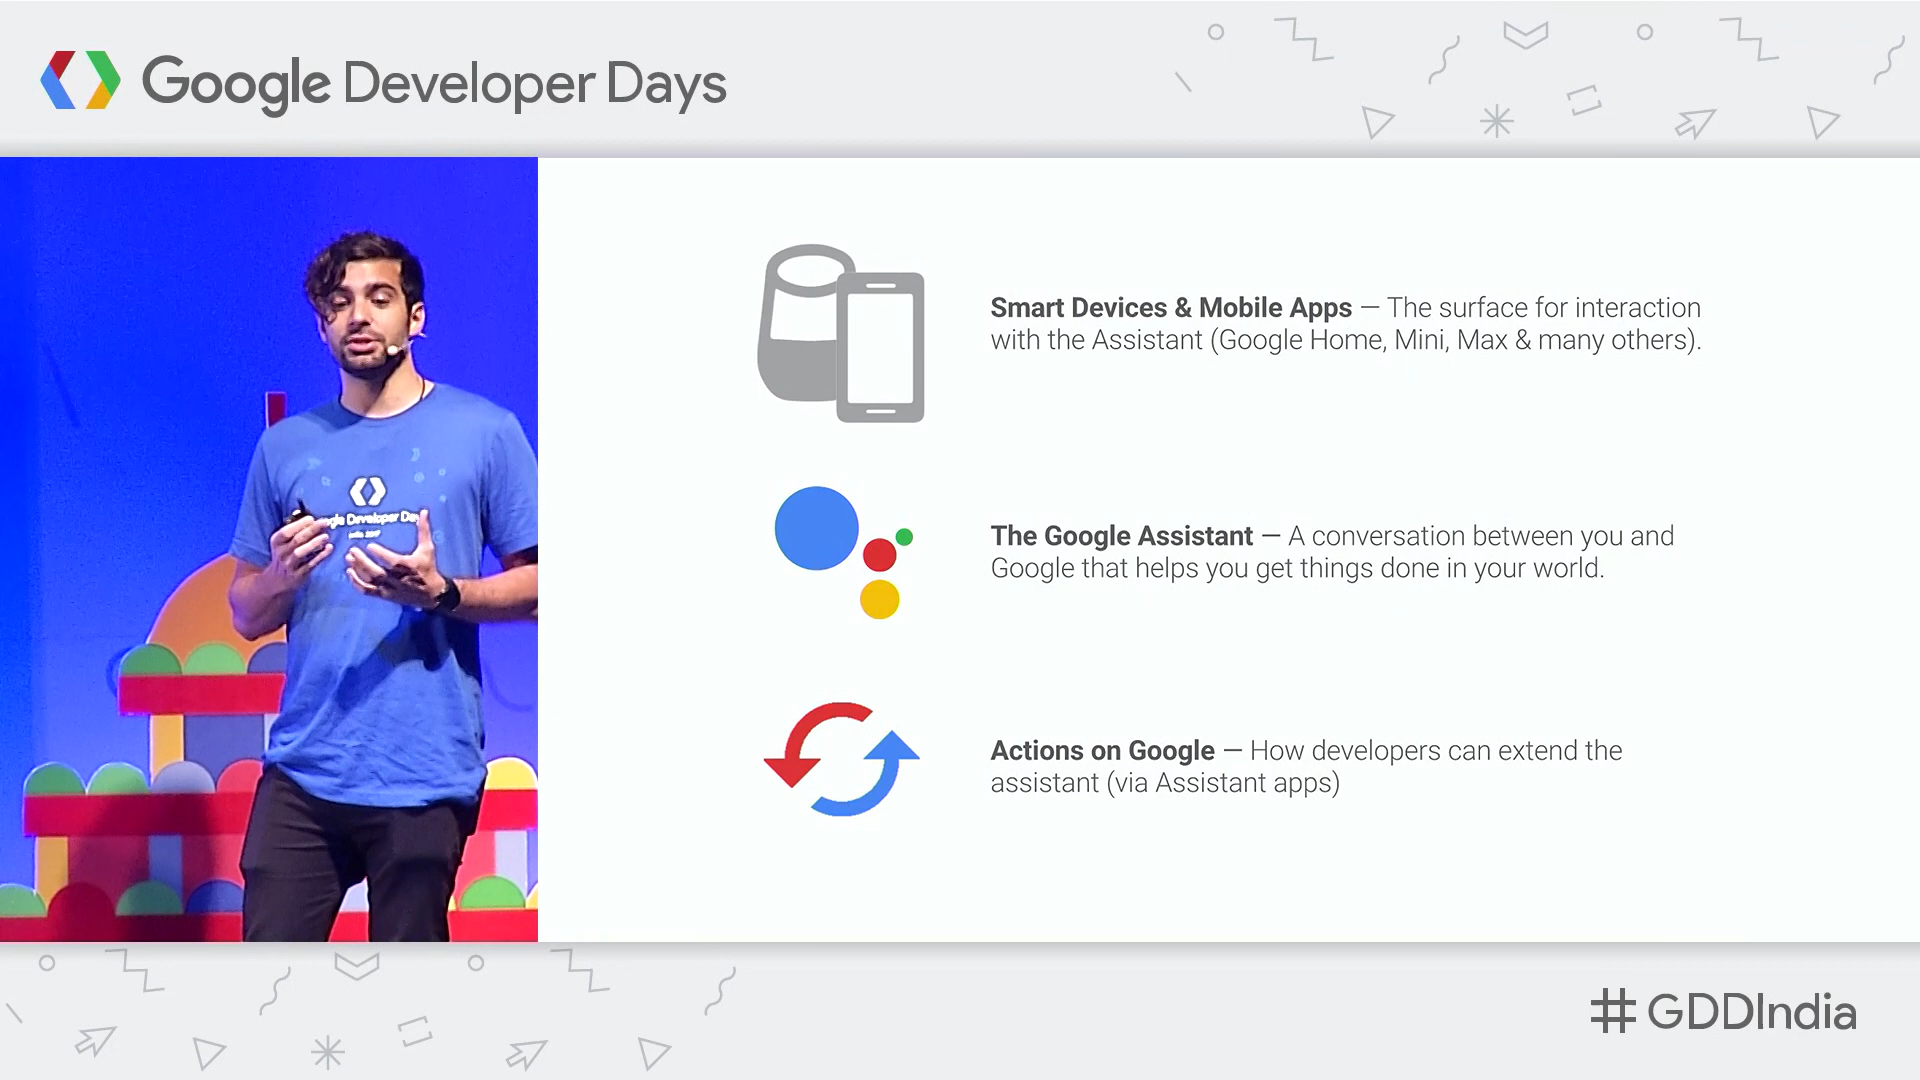 Google Developer Days
Smart Devices & Mobile Apps — The surface for interaction
with the Assistant (Google Home, Mini, Max & many others).
The Google Assistant — A conversation between you and
Google that helps you get things done in your world.
Actions on Google — How developers can extend the
assistant (via Assistant apps)
Developer
#GDDIndia